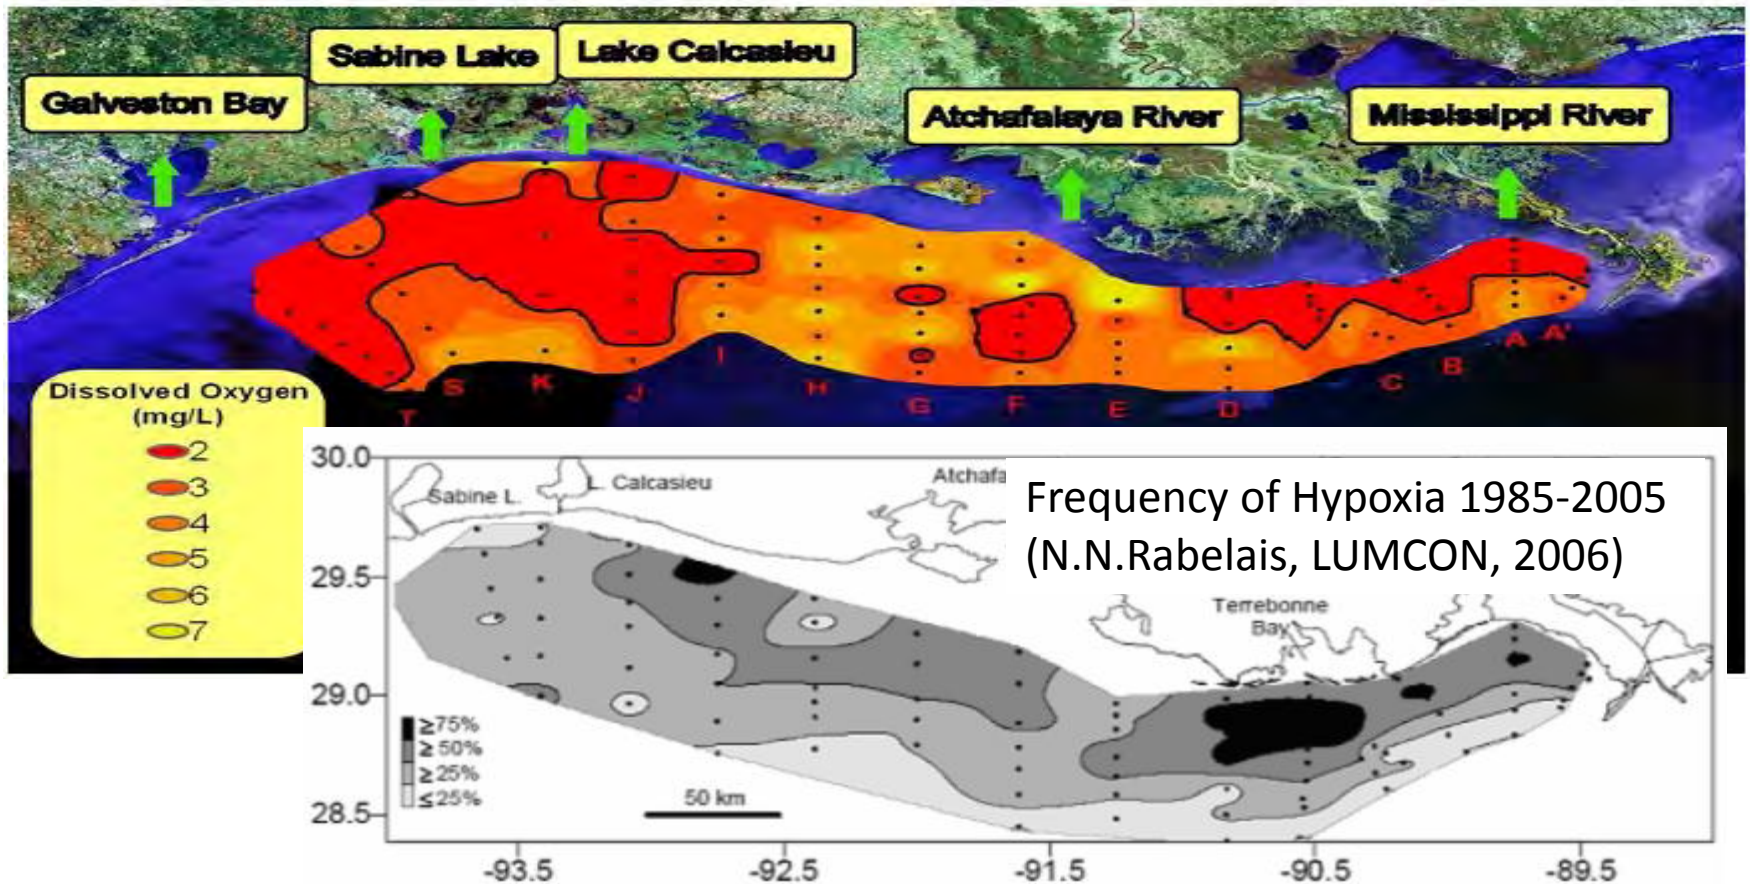 Sabine Lake
Lake Calcasieu
Galveston Bay
Atchafalaya River
Mississippi River
A A'
B
C
D
E
F
G
H
I
J
K
S
T
Dissolved Oxygen
(mg/L)
2
3
4
5
6
7
Frequency of Hypoxia 1985-2005
(N.N.Rabelais, LUMCON, 2006)
30.0
29.5
29.0
28.5
Sabine L.
L. Calcasieu
Atchafa
Terrebonne
Bay
≥75%
≥50%
≥25%
≤25%
50 km
-93.5
-92.5
-91.5
-90.5
-89.5